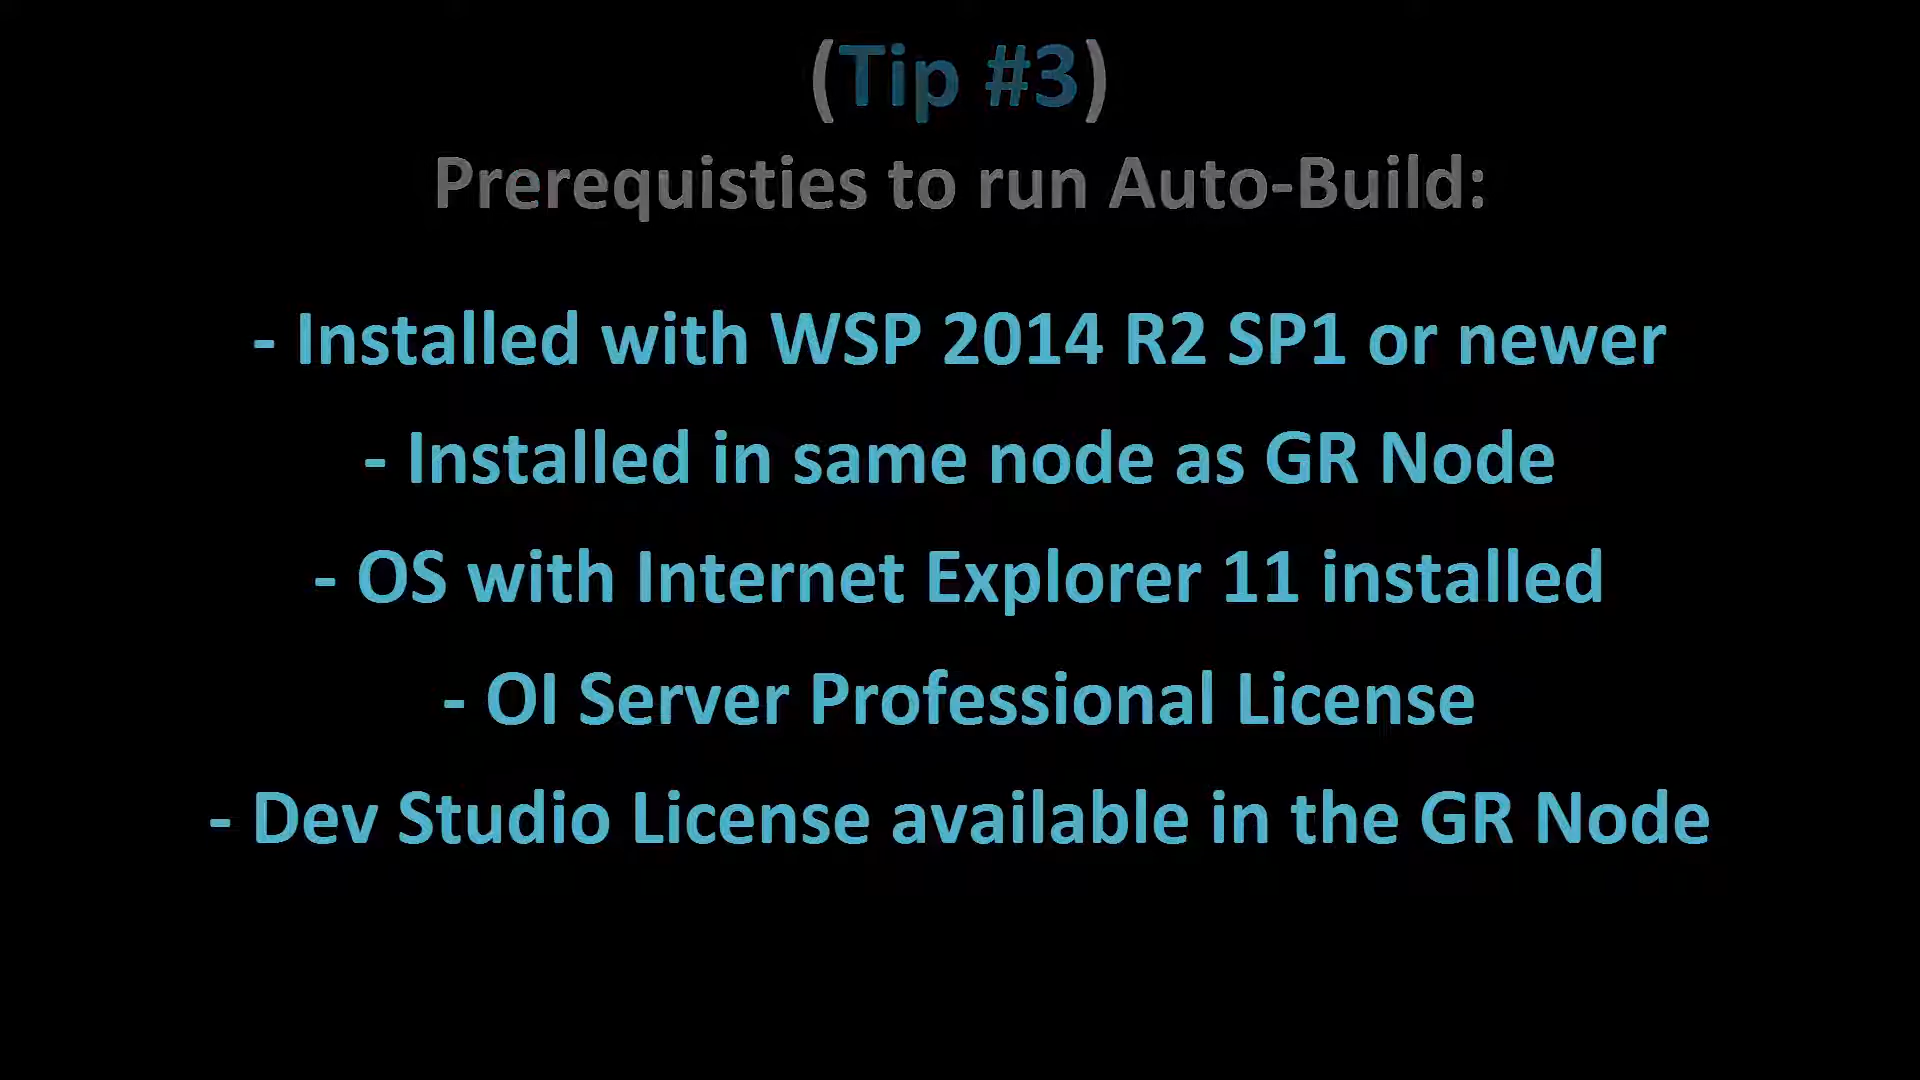 (Tip #3)
Prerequisties to run Auto-Build:
- Installed with WSP 2014 R2 SP1 or newer
- Installed in same node as GR Node
- OS with Internet Explorer 11 installed
- OI Server Professional License
- Dev Studio License available in the GR Node